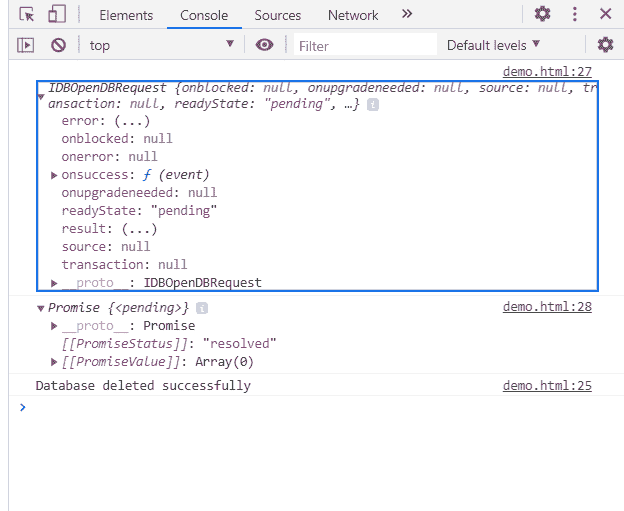 Elements Console Sources Network »
top Filter Default levels ▼
demo.html:27
IDBOpenDBRequest {onblocked: null, onupgradeneeded: null, source: null, tr
ansaction: null, readyState: "pending", …} i
error: (...)
onblocked: null
onerror: null
onsuccess: ƒ (event)
onupgradeneeded: null
readyState: "pending"
result: (...)
source: null
transaction: null
__proto__: IDBOpenDBRequest
Promise {<pending>} i demo.html:28
__proto__: Promise
[[PromiseStatus]]: "resolved"
[[PromiseValue]]: Array(0)
Database deleted successfully demo.html:25